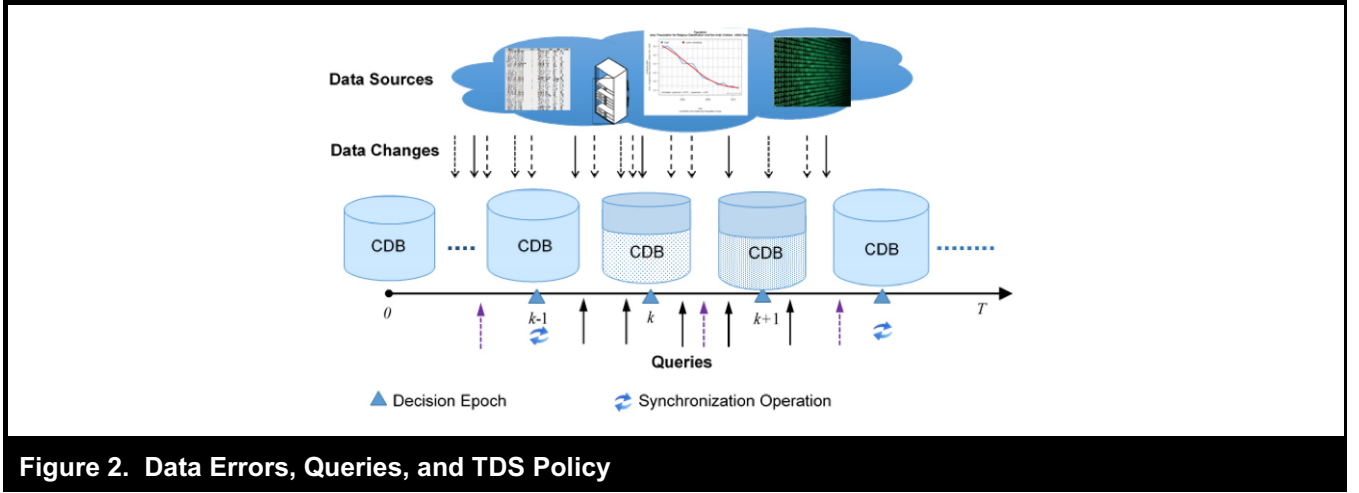 Data Sources
Data Changes
CDB
CDB
CDB
CDB
CDB
0
k-1
k
k+1
T
Queries
Decision Epoch
Synchronization Operation
Figure 2. Data Errors, Queries, and TDS Policy